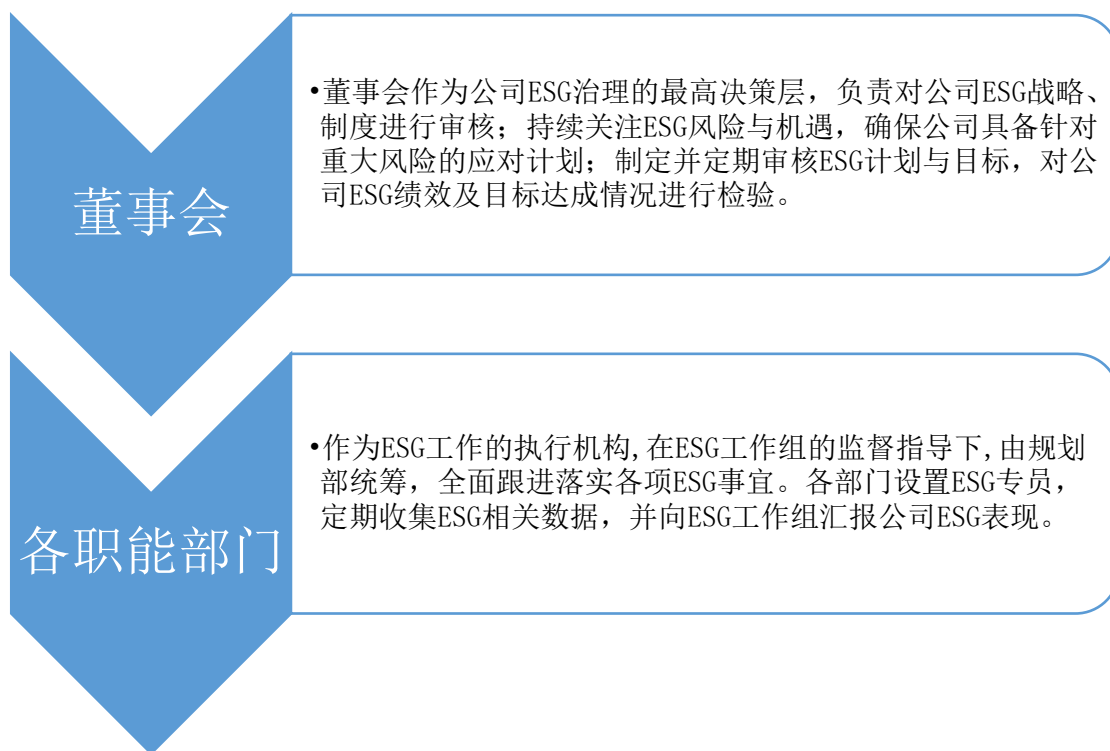 董事会
•董事会作为公司ESG治理的最高决策层，负责对公司ESG战略、
制度进行审核；持续关注ESG风险与机遇，确保公司具备针对
重大风险的应对计划；制定并定期审核ESG计划与目标，对公
司ESG绩效及目标达成情况进行检验。
各职能部门
•作为ESG工作的执行机构,在ESG工作组的监督指导下,由规划
部统筹，全面跟进落实各项ESG事宜。各部门设置ESG专员，
定期收集ESG相关数据，并向ESG工作组汇报公司ESG表现。